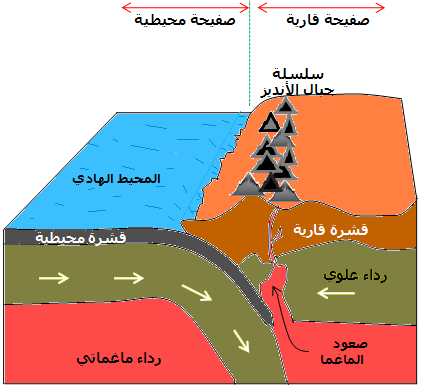 صفيحة قارية
صفيحة محيطية
سلسلة
جبال الأنديز
المحيط الهادي
قشرة قارية
قشرة محيطية
رداء علوي
صعود
الماغما
رداء ماغماتي